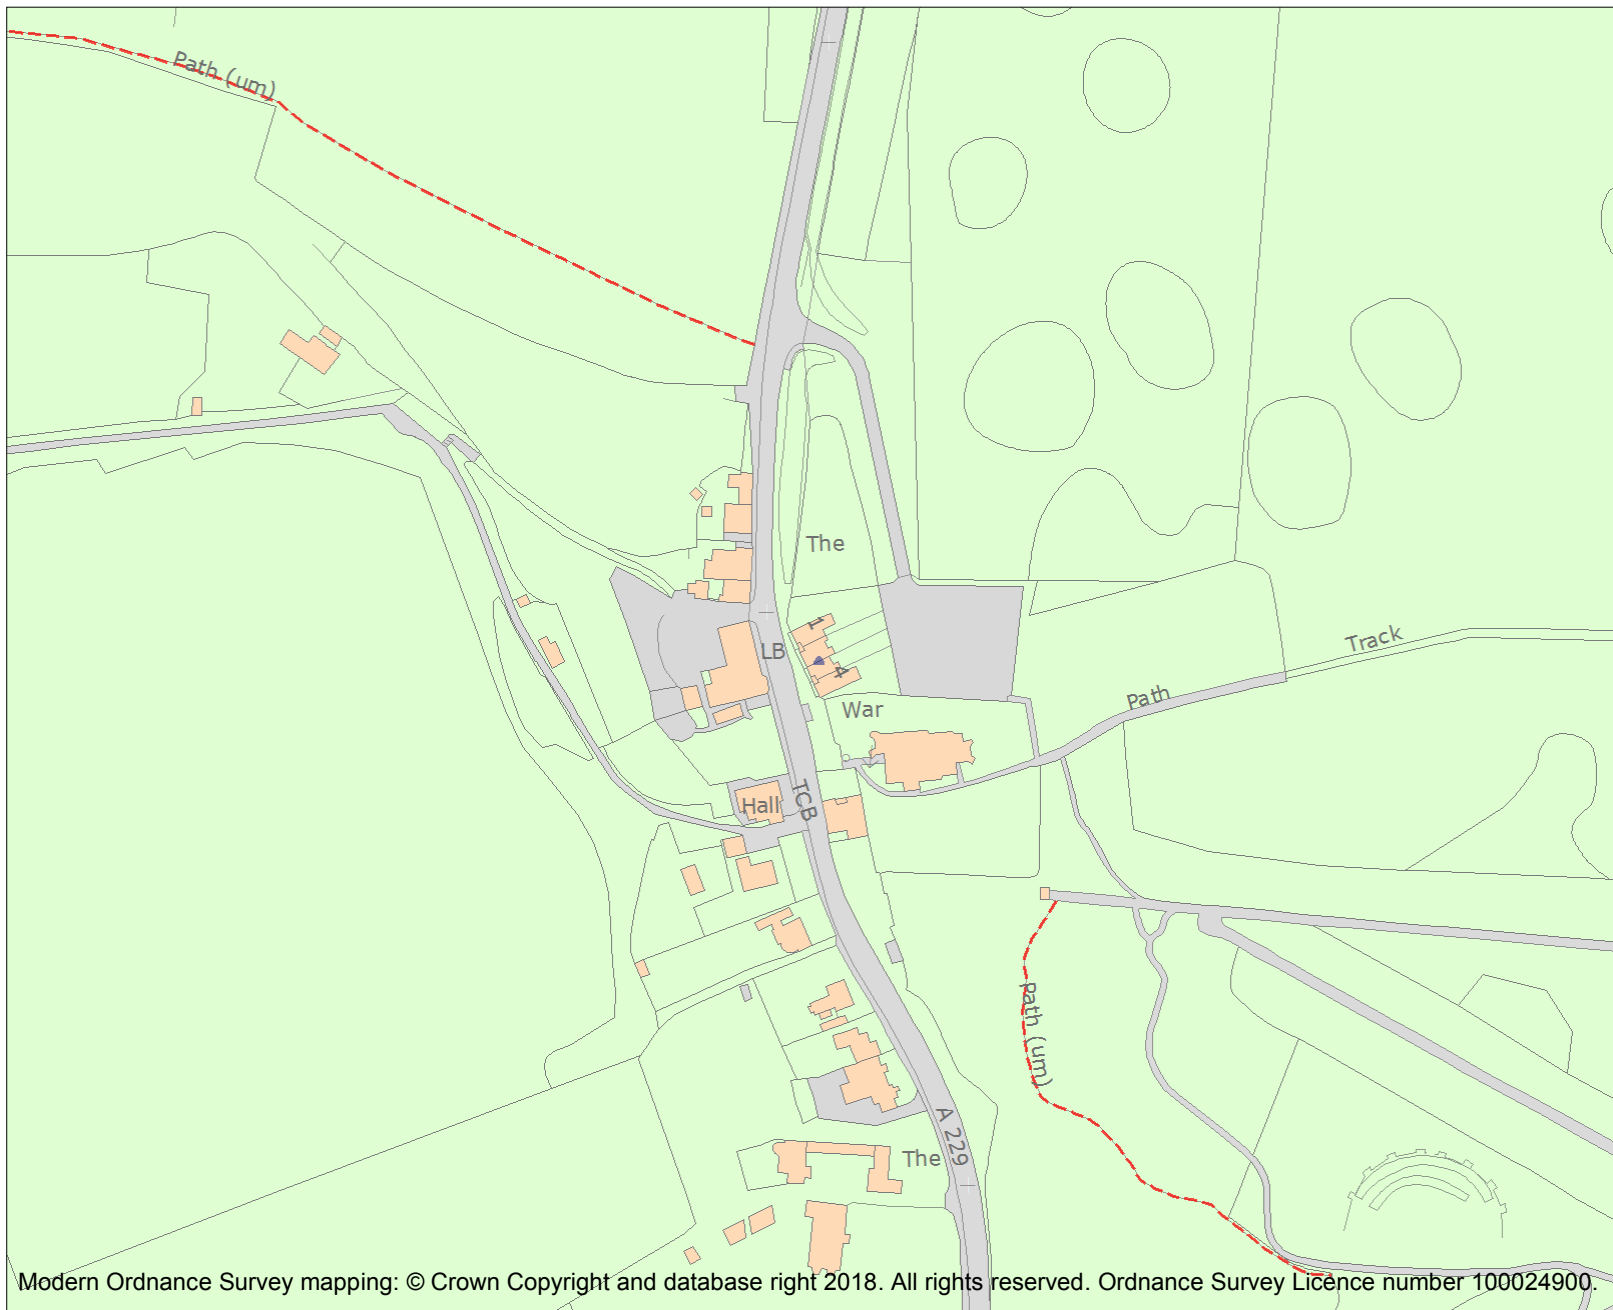 Path (um)
The
1
LB
4
Track
Path
War
TCB
Hall
Path (um)
A 229
The
Modern Ordnance Survey mapping: © Crown Copyright and database right 2018. All rights reserved. Ordnance Survey Licence number 100024900.